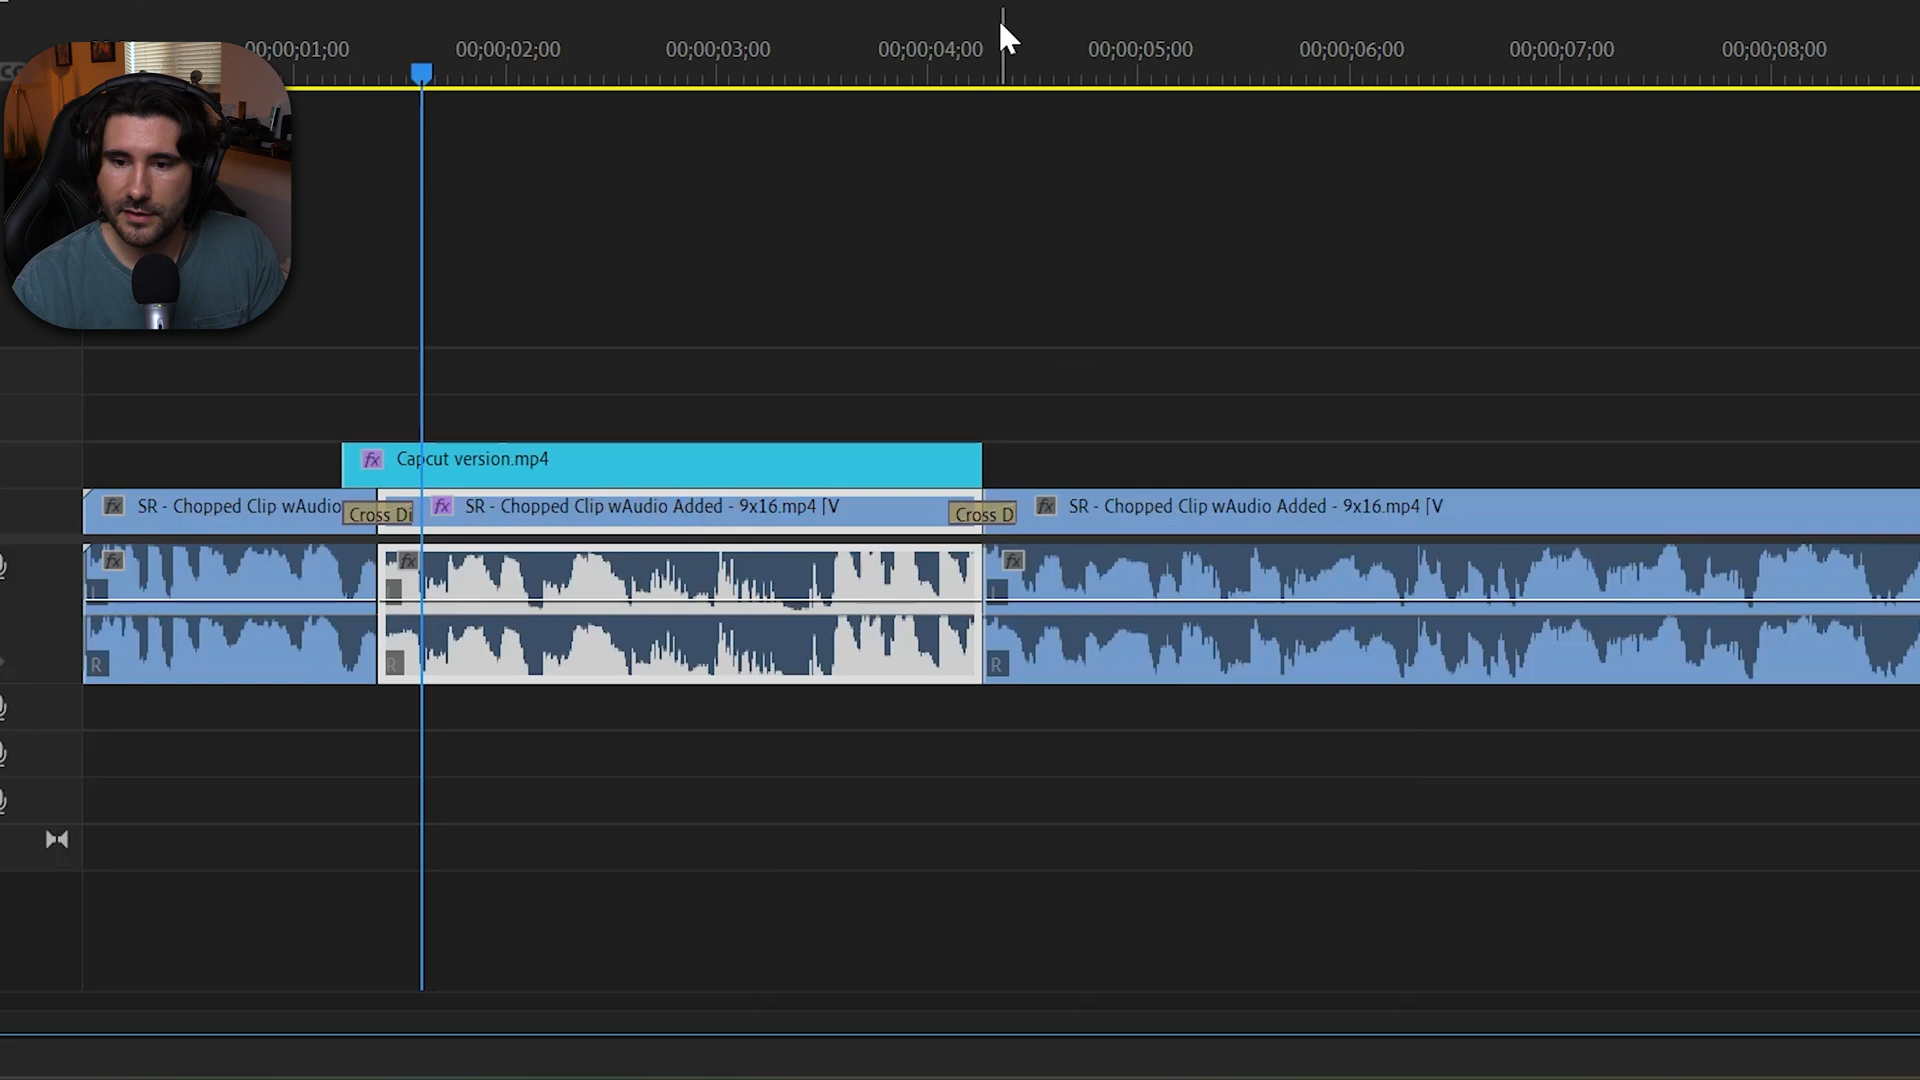 00;00;01;00 00;00;02;00 00;00;03;00 00;00;04;00 00;00;05;00 00;00;06;00 00;00;07;00 00;00;08;00
fx Capcut version.mp4
fx SR - Chopped Clip wAudio Cross Di fx SR - Chopped Clip wAudio Added - 9x16.mp4 [V Cross D fx SR - Chopped Clip wAudio Added - 9x16.mp4 [V
fx fx fx
L L
R R R